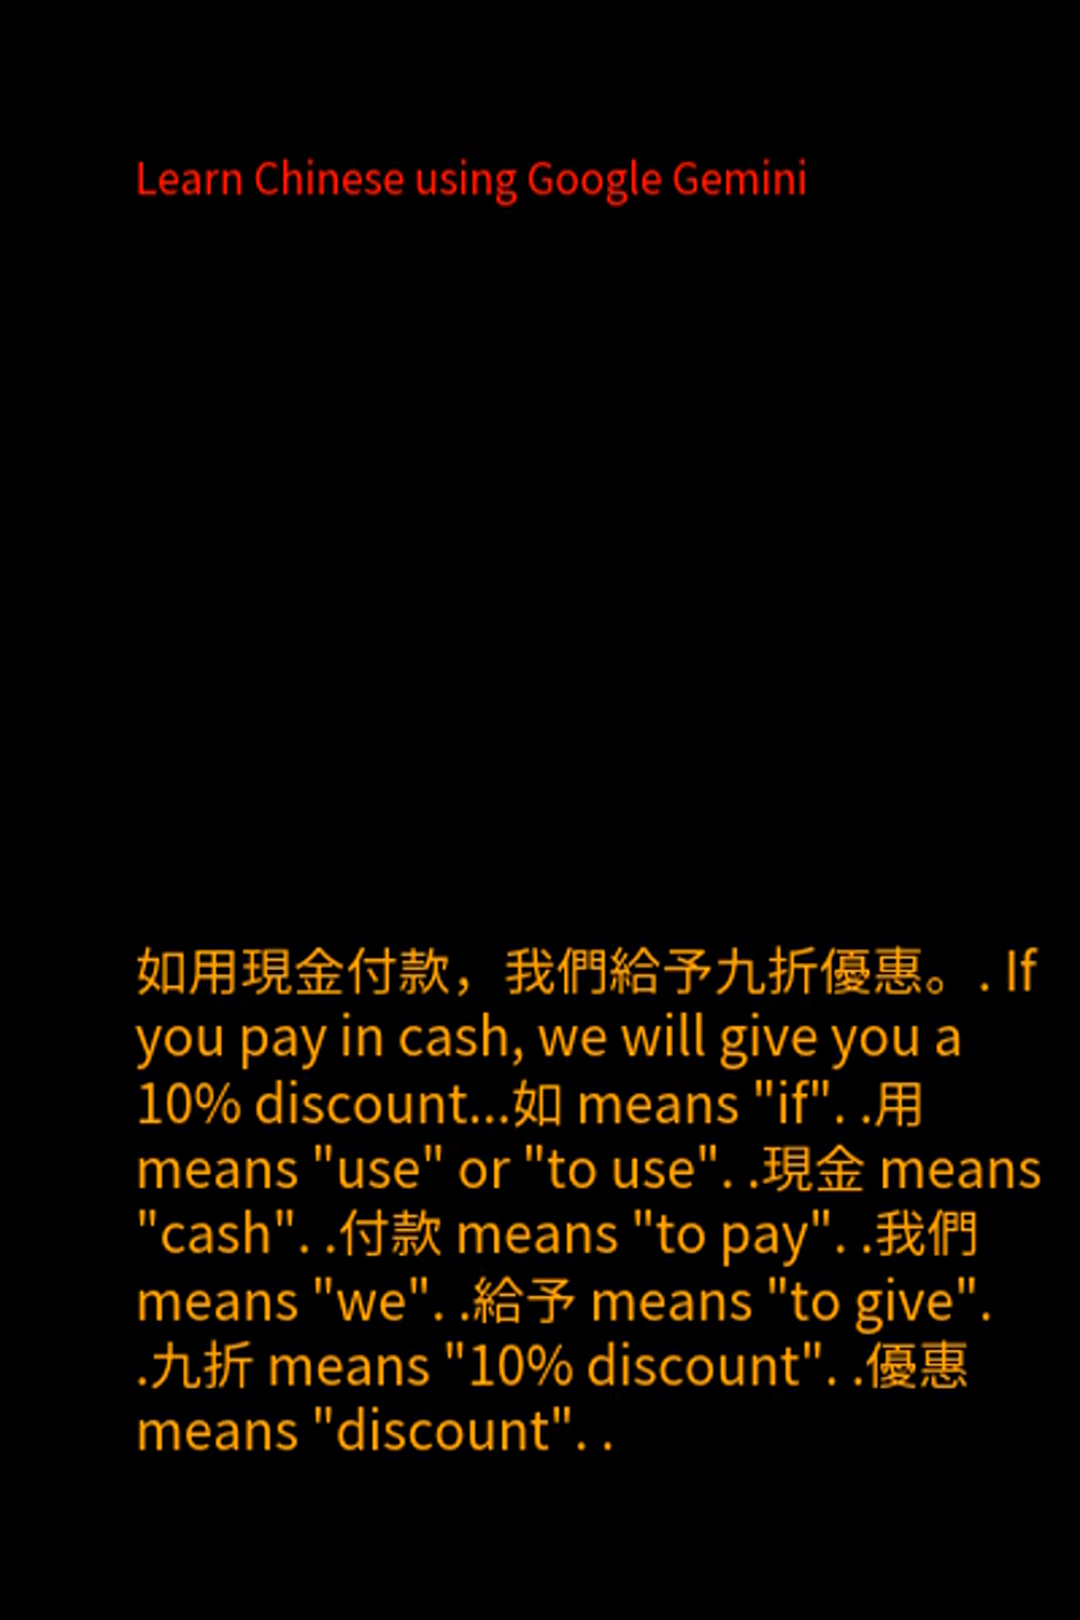 Learn Chinese using Google Gemini
如用現金付款，我們給予九折優惠。. If
you pay in cash, we will give you a
10% discount...如 means "if". .用
means "use" or "to use". .現金 means
"cash". .付款 means "to pay". .我們
means "we". .給予 means "to give".
.九折 means "10% discount". .優惠
means "discount". .